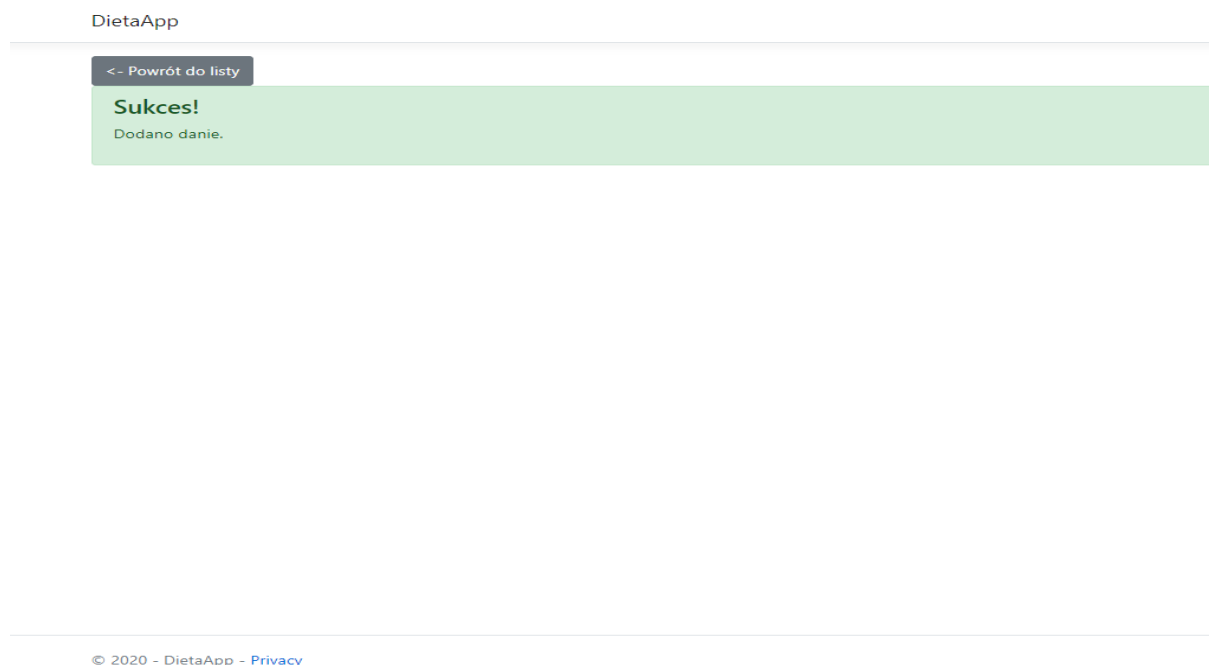 DietaApp
<- Powrót do listy
Sukces!
Dodano danie.
© 2020 - DietaApp - Privacy